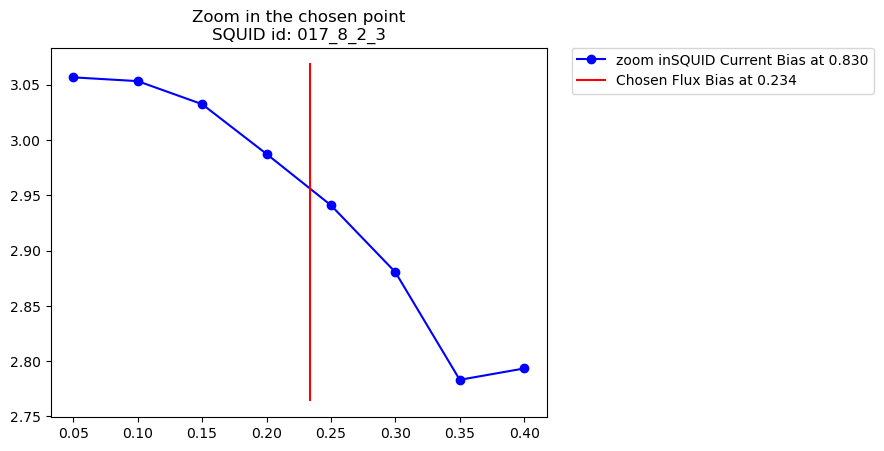 Zoom in the chosen point
SQUID id: 017_8_2_3
zoom inSQUID Current Bias at 0.830
Chosen Flux Bias at 0.234
3.05
3.00
2.95
2.90
2.85
2.80
2.75
0.05 0.10 0.15 0.20 0.25 0.30 0.35 0.40